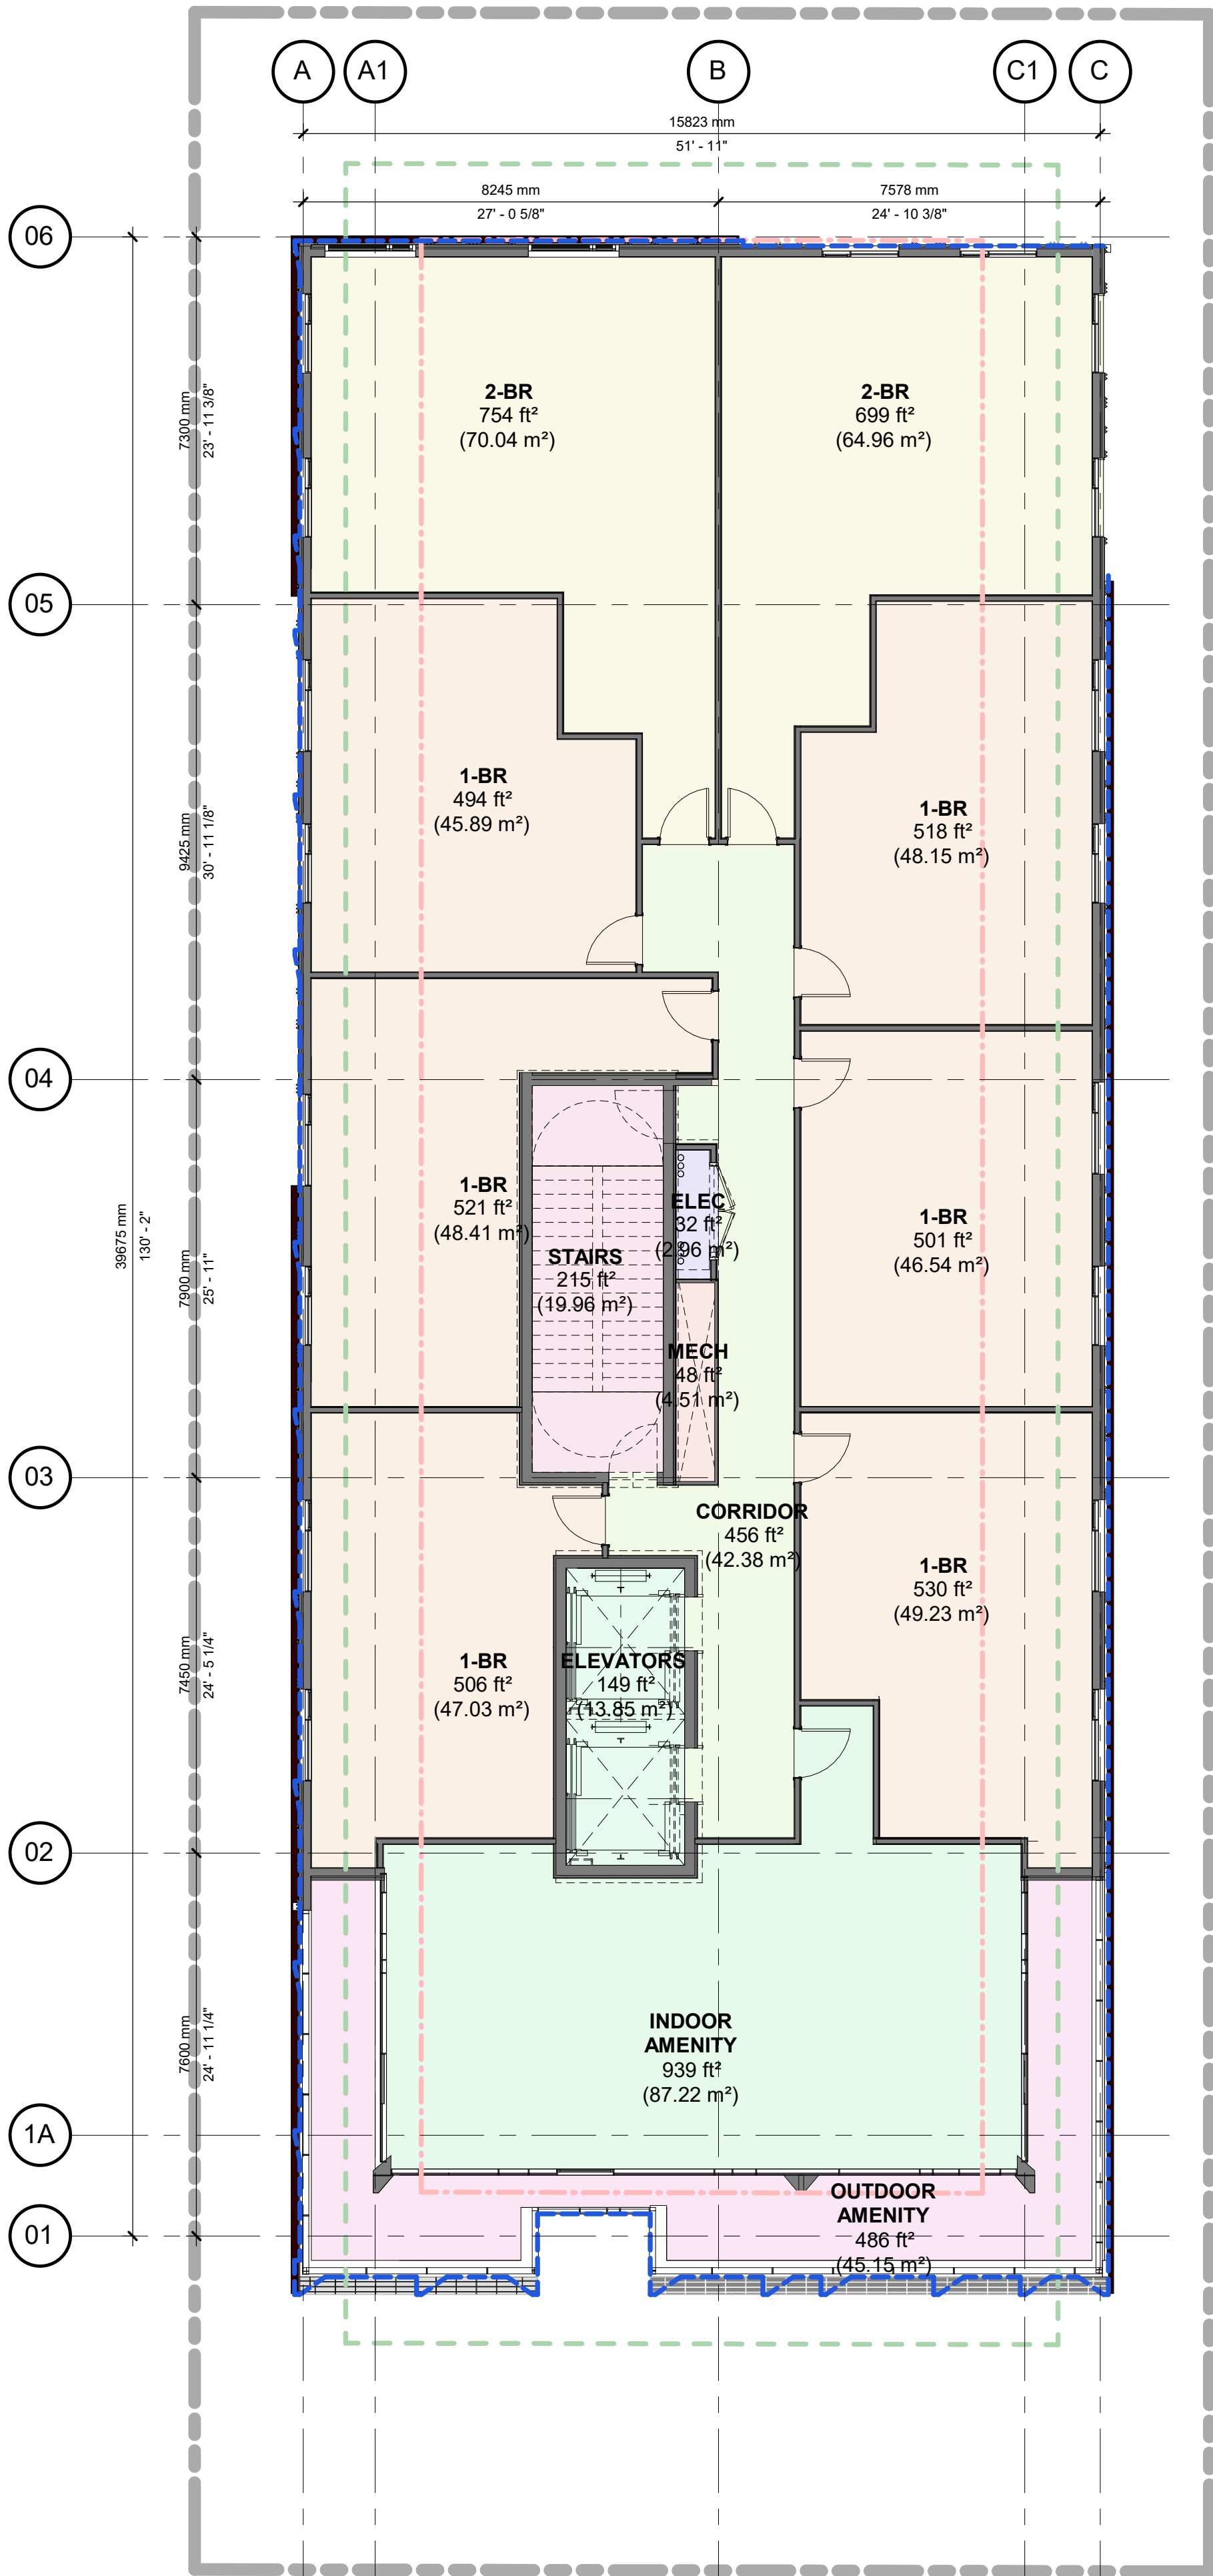 A
A1
B
C1
C
15823 mm
51' - 11"
8245 mm
27' - 0 5/8"
7578 mm
24' - 10 3/8"
06
05
04
03
02
1A
01
7300 mm
23' - 11 3/8"
9425 mm
30' - 11 1/8"
39675 mm
130' - 2"
7900 mm
25' - 11"
7450 mm
24' - 5 1/4"
7600 mm
24' - 11 1/4"
2-BR
754 ft²
(70.04 m²)
2-BR
699 ft²
(64.96 m²)
1-BR
494 ft²
(45.89 m²)
1-BR
518 ft²
(48.15 m²)
1-BR
521 ft²
(48.41 m²)
STAIRS
215 ft²
(19.96 m²)
ELEC
32 ft²
(2.96 m²)
MECH
48 ft²
(4.51 m²)
1-BR
501 ft²
(46.54 m²)
CORRIDOR
456 ft²
(42.38 m²)
1-BR
530 ft²
(49.23 m²)
1-BR
506 ft²
(47.03 m²)
ELEVATORS
149 ft²
(13.85 m²)
INDOOR
AMENITY
939 ft²
(87.22 m²)
OUTDOOR
AMENITY
486 ft²
(45.15 m²)